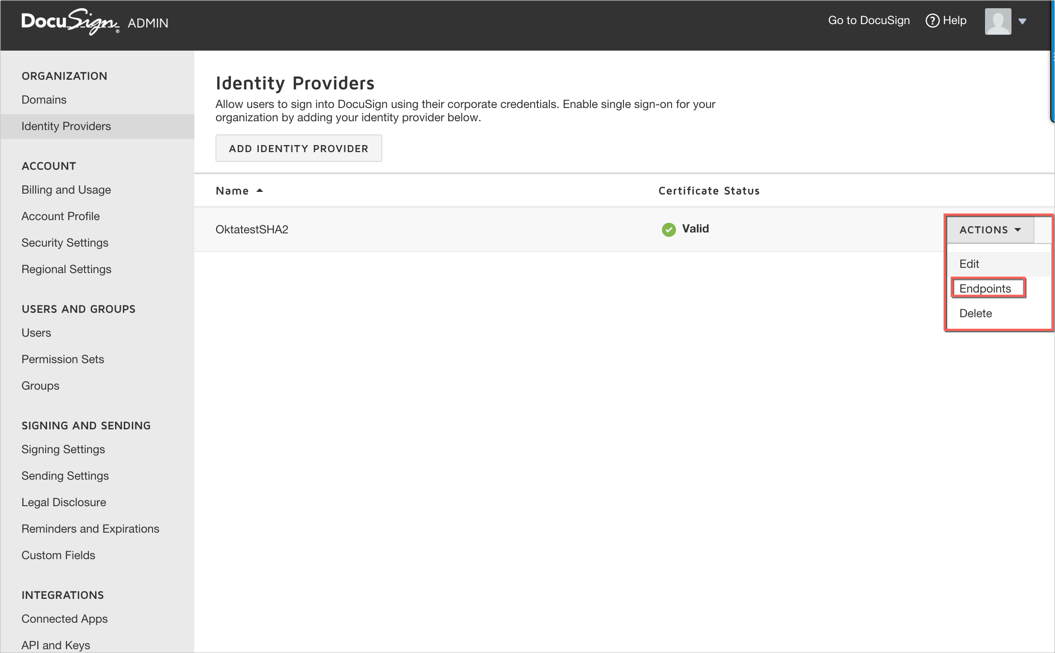 DocuSign ADMIN
Go to DocuSign ? Help
ORGANIZATION
Domains
Identity Providers
ACCOUNT
Billing and Usage
Account Profile
Security Settings
Regional Settings
USERS AND GROUPS
Users
Permission Sets
Groups
SIGNING AND SENDING
Signing Settings
Sending Settings
Legal Disclosure
Reminders and Expirations
Custom Fields
INTEGRATIONS
Connected Apps
API and Keys
Identity Providers
Allow users to sign into DocuSign using their corporate credentials. Enable single sign-on for your
organization by adding your identity provider below.
ADD IDENTITY PROVIDER
Name Certificate Status
OktatestSHA2 Valid ACTIONS
Edit
Endpoints
Delete